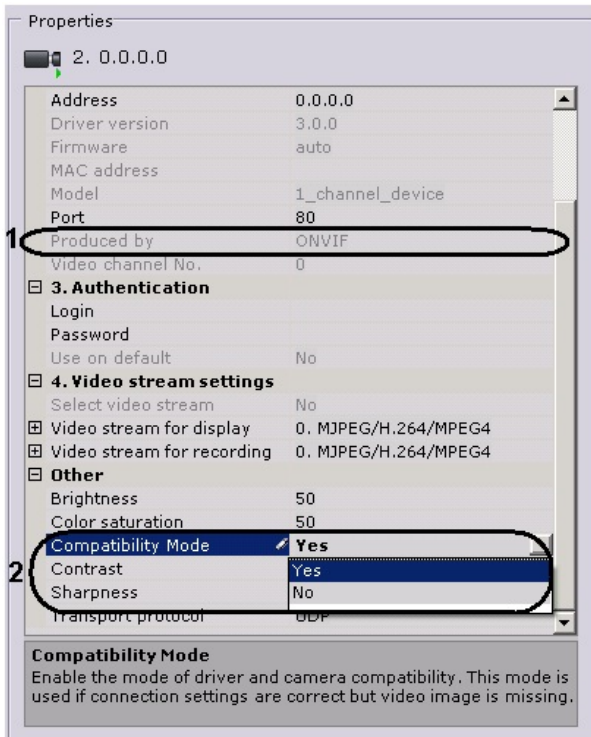 Properties
2. 0.0.0.0
Address 0.0.0.0
Driver version 3.0.0
Firmware auto
MAC address
Model 1_channel_device
Port 80
1 Produced by ONVIF
Video channel No. 0
3. Authentication
Login
Password
Use on default No
4. Video stream settings
Select video stream No
Video stream for display 0. MJPEG/H.264/MPEG4
Video stream for recording 0. MJPEG/H.264/MPEG4
Other
Brightness 50
Color saturation 50
Compatibility Mode Yes
2 Contrast Yes
Sharpness No
Transport protocol UDP
Compatibility Mode
Enable the mode of driver and camera compatibility. This mode is
used if connection settings are correct but video image is missing.